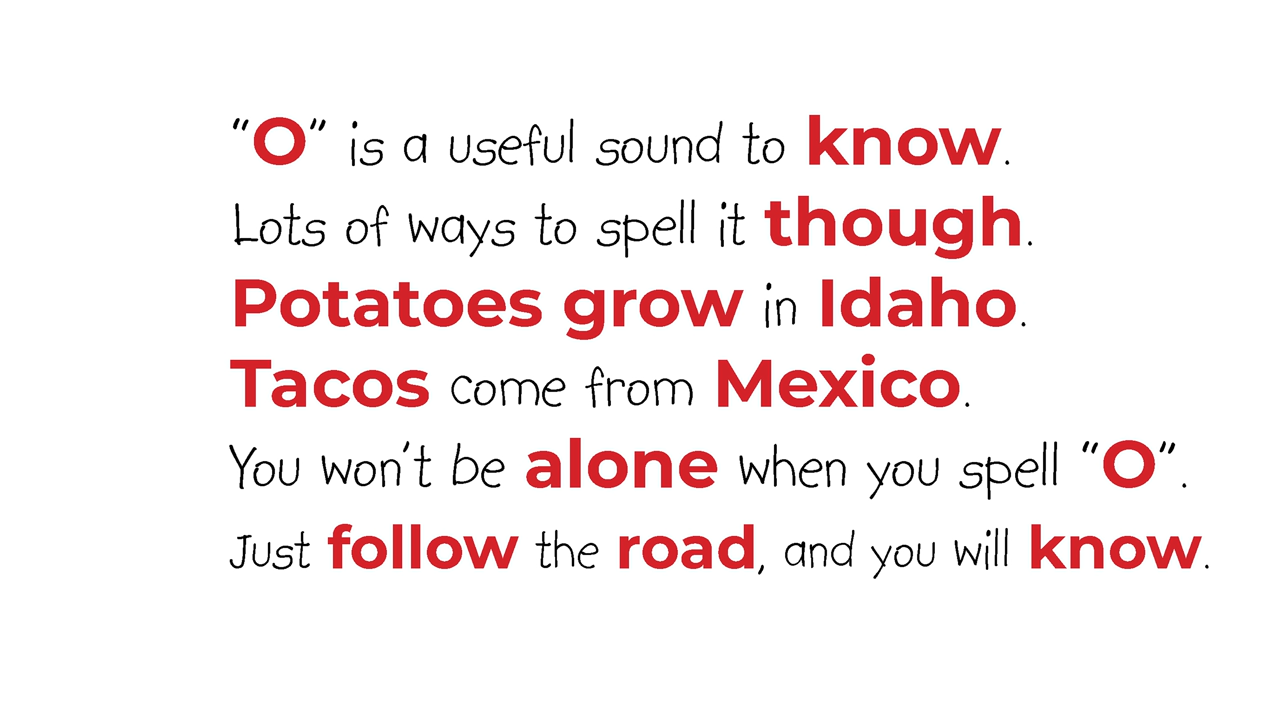 “O” is a useful sound to know.
Lots of ways to spell it though.
Potatoes grow in Idaho.
Tacos come from Mexico.
You won't be alone when you spell “O”.
Just follow the road, and you will know.